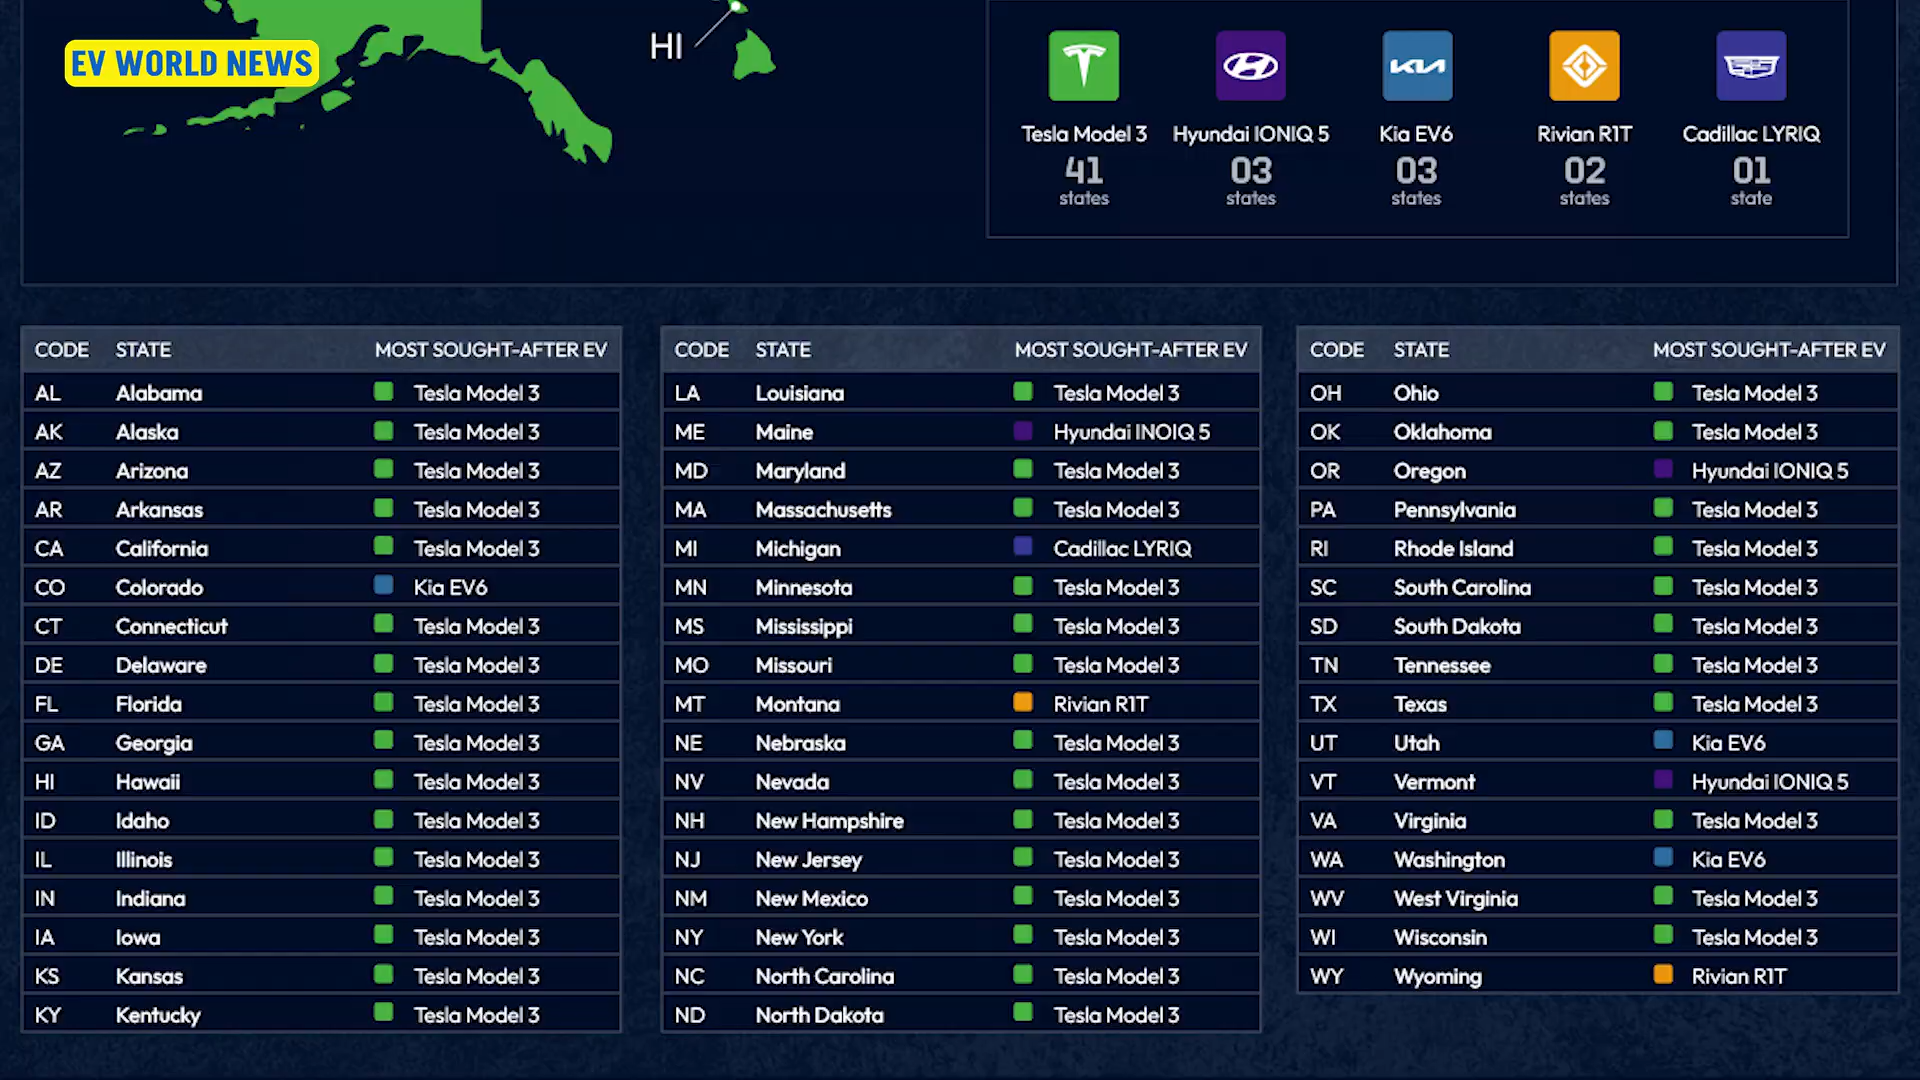 EV WORLD NEWS
HI
KIA
Tesla Model 3 Hyundai IONIQ 5 Kia EV6 Rivian R1T Cadillac LYRIQ
41 03 03 02 01
states states states states state
CODE STATE MOST SOUGHT-AFTER EV
AL Alabama Tesla Model 3
AK Alaska Tesla Model 3
AZ Arizona Tesla Model 3
AR Arkansas Tesla Model 3
CA California Tesla Model 3
CO Colorado Kia EV6
CT Connecticut Tesla Model 3
DE Delaware Tesla Model 3
FL Florida Tesla Model 3
GA Georgia Tesla Model 3
HI Hawaii Tesla Model 3
ID Idaho Tesla Model 3
IL Illinois Tesla Model 3
IN Indiana Tesla Model 3
IA Iowa Tesla Model 3
KS Kansas Tesla Model 3
KY Kentucky Tesla Model 3
CODE STATE MOST SOUGHT-AFTER EV
LA Louisiana Tesla Model 3
ME Maine Hyundai INOIQ 5
MD Maryland Tesla Model 3
MA Massachusetts Tesla Model 3
MI Michigan Cadillac LYRIQ
MN Minnesota Tesla Model 3
MS Mississippi Tesla Model 3
MO Missouri Tesla Model 3
MT Montana Rivian R1T
NE Nebraska Tesla Model 3
NV Nevada Tesla Model 3
NH New Hampshire Tesla Model 3
NJ New Jersey Tesla Model 3
NM New Mexico Tesla Model 3
NY New York Tesla Model 3
NC North Carolina Tesla Model 3
ND North Dakota Tesla Model 3
CODE STATE MOST SOUGHT-AFTER EV
OH Ohio Tesla Model 3
OK Oklahoma Tesla Model 3
OR Oregon Hyundai IONIQ 5
PA Pennsylvania Tesla Model 3
RI Rhode Island Tesla Model 3
SC South Carolina Tesla Model 3
SD South Dakota Tesla Model 3
TN Tennessee Tesla Model 3
TX Texas Tesla Model 3
UT Utah Kia EV6
VT Vermont Hyundai IONIQ 5
VA Virginia Tesla Model 3
WA Washington Kia EV6
WV West Virginia Tesla Model 3
WI Wisconsin Tesla Model 3
WY Wyoming Rivian R1T